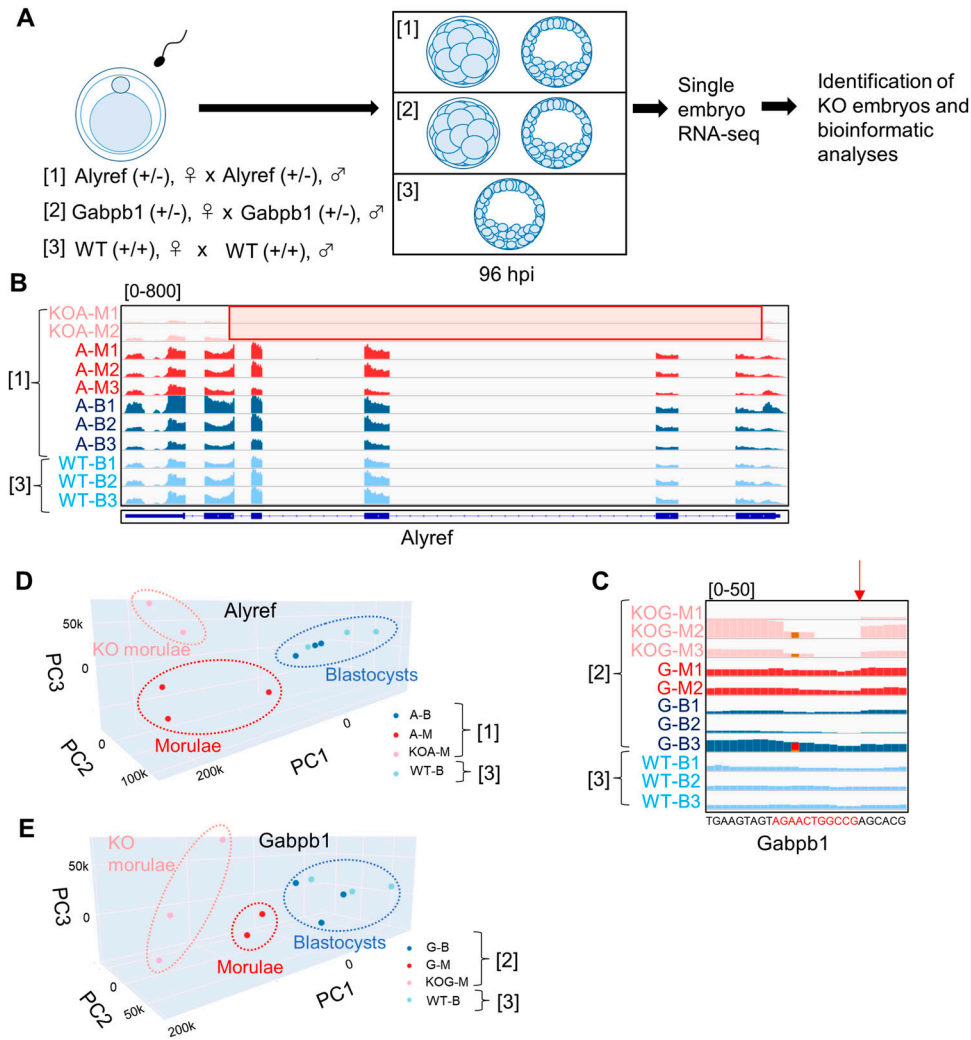 A
[1] Alyref (+/-), ♀ x Alyref (+/-), ♂
[2] Gabpb1 (+/-), ♀ x Gabpb1 (+/-), ♂
[3] WT (+/+), ♀ x WT (+/+), ♂
[1]
[2]
[3]
96 hpi
Single
embryo
RNA-seq
Identification of
KO embryos and
bioinformatic
analyses
B
[0-800]
KOA-M1
KOA-M2
A-M1
A-M2
A-M3
A-B1
A-B2
A-B3
WT-B1
WT-B2
WT-B3
[1]
[3]
Alyref
D
Alyref
50k
0
PC3
KO morulae
Blastocysts
Morulae
0
PC2
100k
200k
PC1
0
A-B
A-M
KOA-M
WT-B
[1]
[3]
C
[0-50]
KOG-M1
KOG-M2
KOG-M3
G-M1
G-M2
G-B1
G-B2
G-B3
WT-B1
WT-B2
WT-B3
[2]
[3]
TGAAGTAGTAGAACTGGCCGAGCACG
Gabpb1
E
Gabpb1
KO
morulae
50k
0
PC3
Blastocysts
Morulae
0
PC2
50k
200k
PC1
0
G-B
G-M
KOG-M
WT-B
[2]
[3]